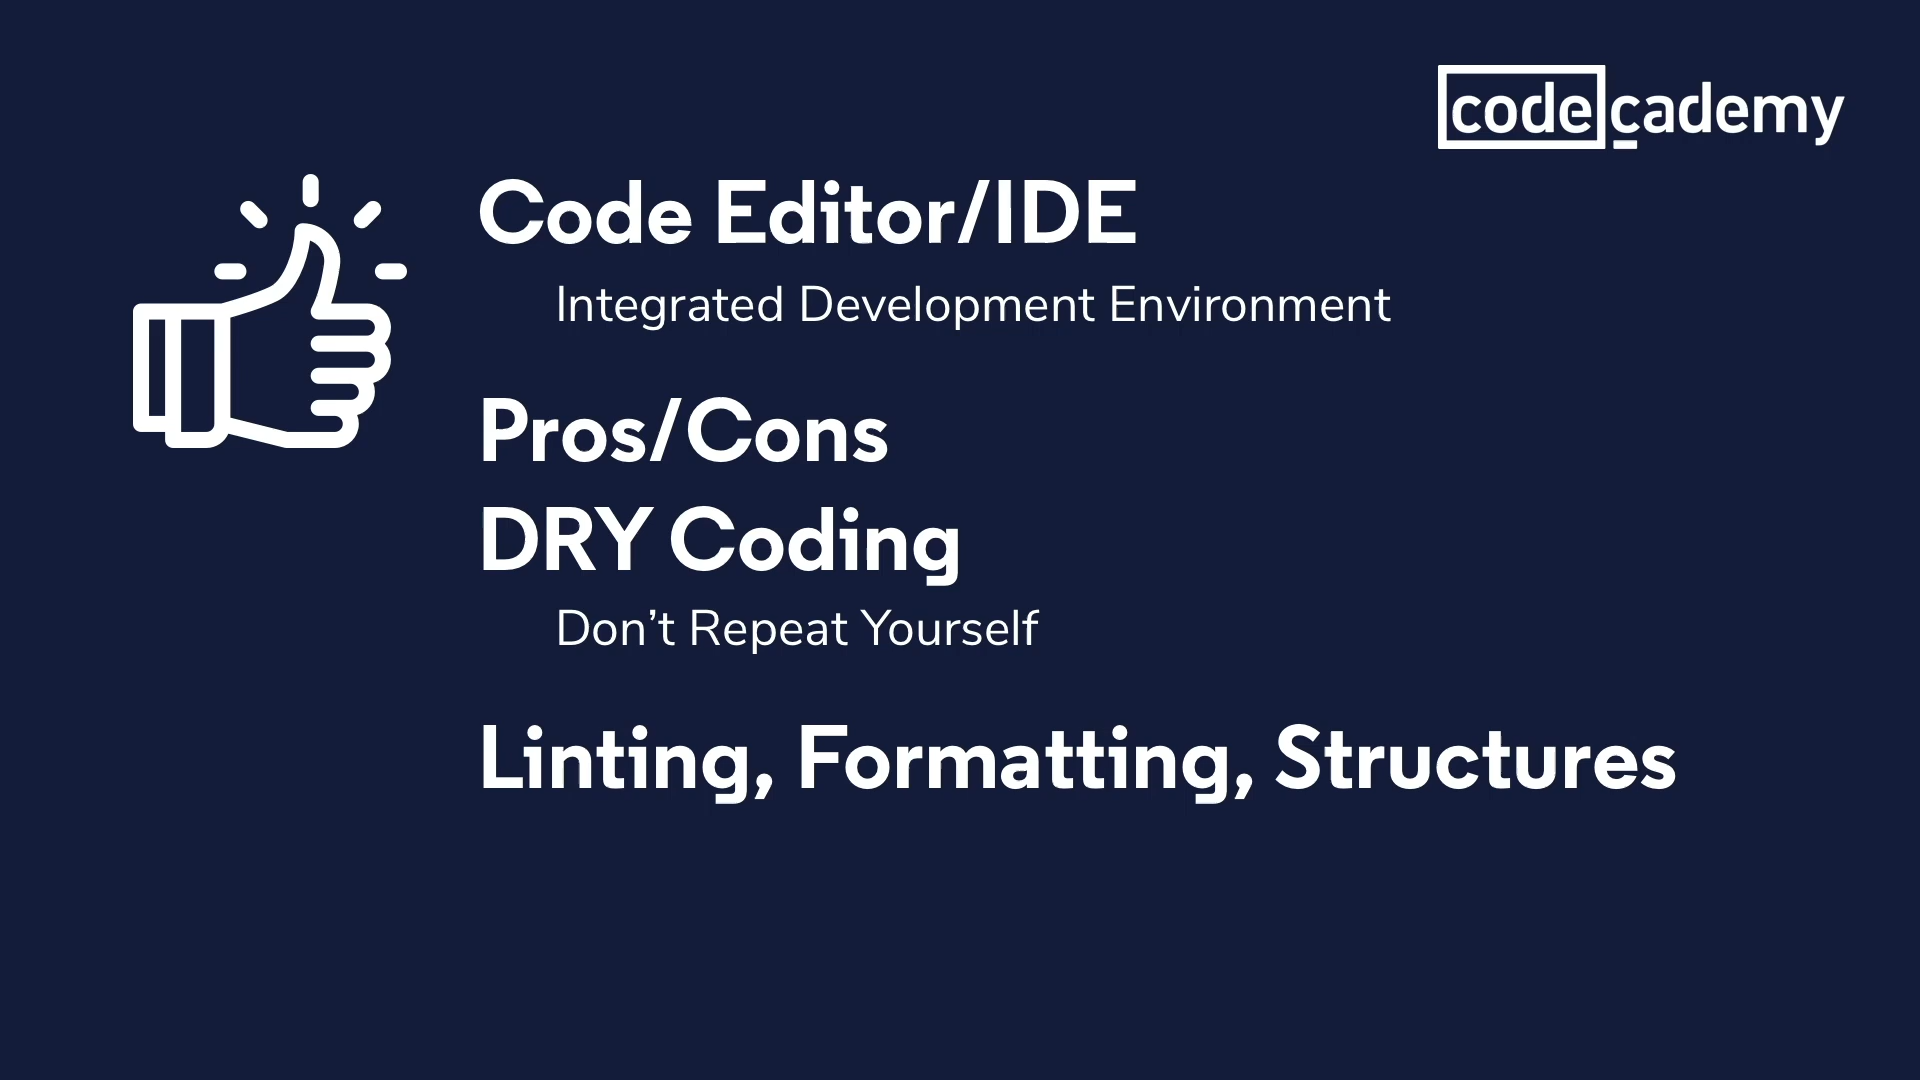 codecademy
Code Editor/IDE
Integrated Development Environment
Pros/Cons
DRY Coding
Don’t Repeat Yourself
Linting, Formatting, Structures